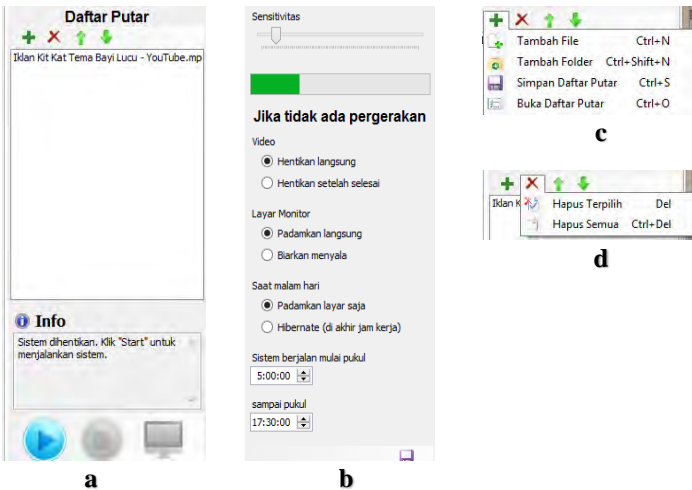 Daftar Putar
Iklan Kit Kat Tema Bayi Lucu - YouTube.mp
Info
Sistem dihentikan. Klik "Start" untuk
menjalankan sistem.
a
Sensitivitas
Jika tidak ada pergerakan
Video
Hentikan langsung
Hentikan setelah selesai
Layar Monitor
Padamkan langsung
Biarkan menyala
Saat malam hari
Padamkan layar saja
Hibernate (di akhir jam kerja)
Sistem berjalan mulai pukul
5:00:00
sampai pukul
17:30:00
b
Tambah File Ctrl+N
Tambah Folder Ctrl+Shift+N
Simpan Daftar Putar Ctrl+S
Buka Daftar Putar Ctrl+O
c
Iklan K
Hapus Terpilih Del
Hapus Semua Ctrl+Del
d